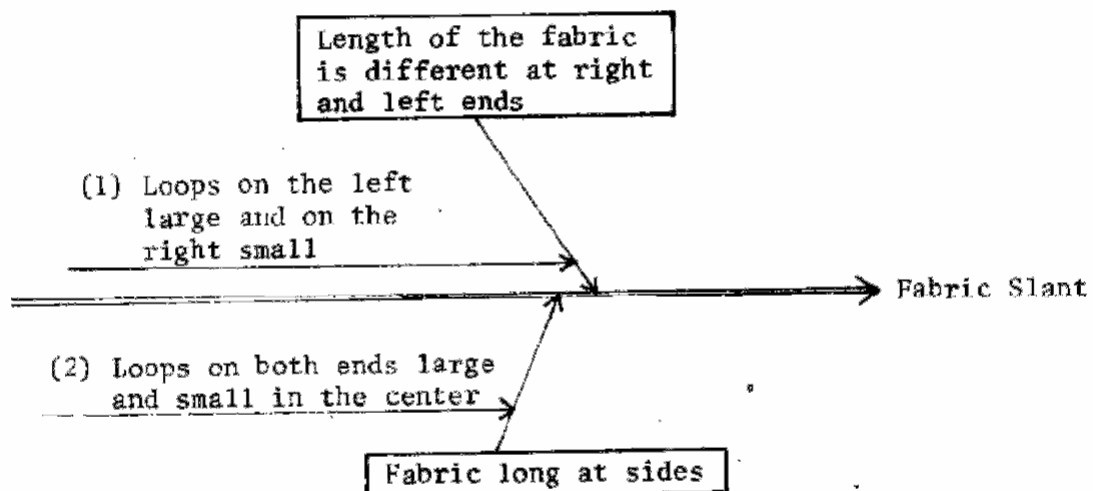 Length of the fabric
is different at right
and left ends
(1) Loops on the left
large and on the
right small
Fabric Slant
(2) Loops on both ends large
and small in the center
Fabric long at sides